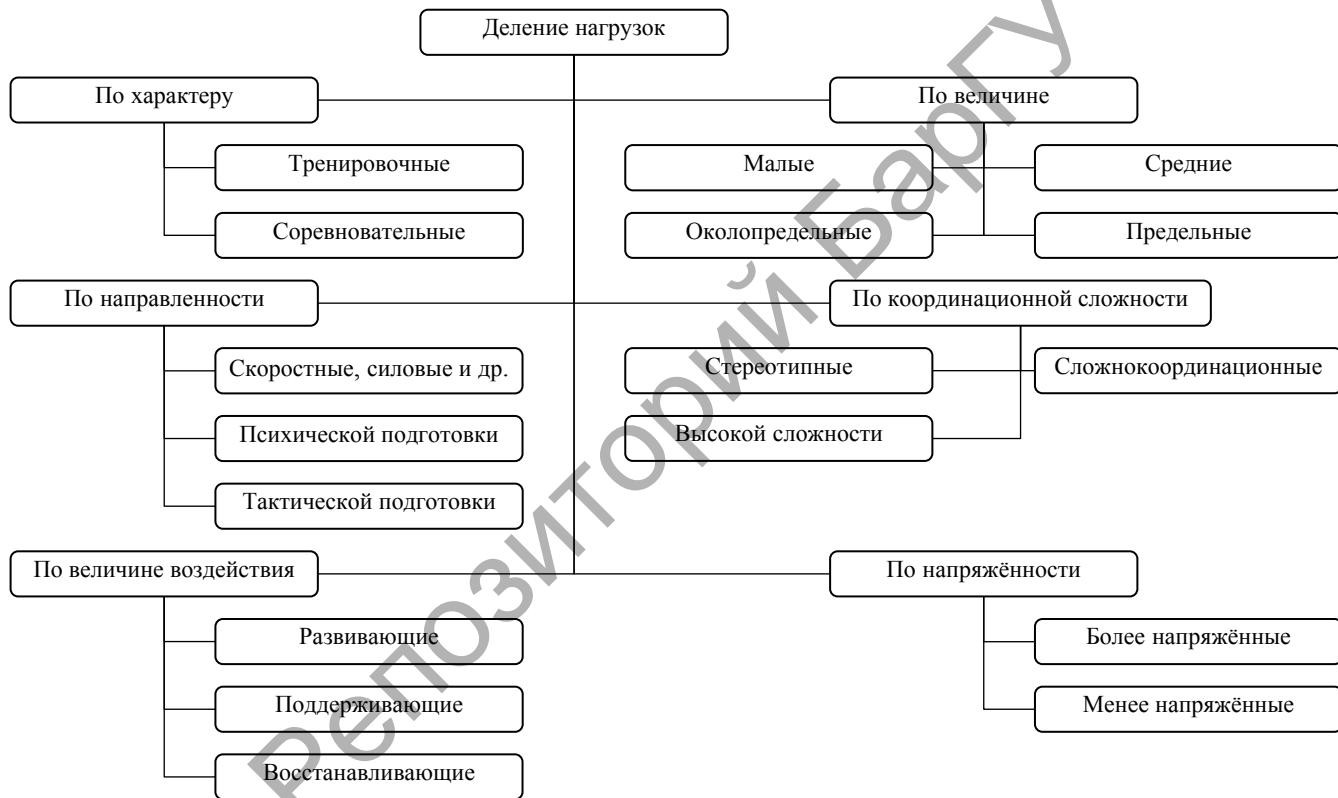 Деление нагрузок
По характеру
Тренировочные
Соревновательные
По величине
Малые
Средние
Околопредельные
Предельные
По направленности
Скоростные, силовые и др.
Психической подготовки
Тактической подготовки
По координационной сложности
Стереотипные
Сложнокоординационные
Высокой сложности
По величине воздействия
Развивающие
Поддерживающие
Восстанавливающие
По напряжённости
Более напряжённые
Менее напряжённые
Репозиторий БарГУ